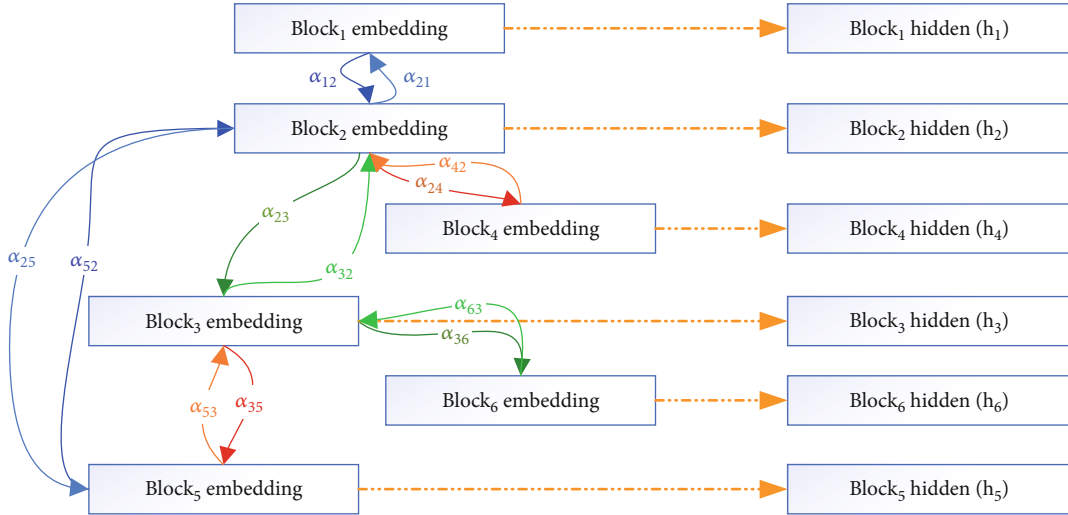 Block₁ embedding
Block₁ hidden (h₁)
α₁₂
α₂₁
Block₂ embedding
Block₂ hidden (h₂)
α₄₂
α₂₄
α₂₃
Block₄ embedding
Block₄ hidden (h₄)
α₂₅
α₅₂
α₃₂
Block₃ embedding
α₆₃
α₃₆
Block₃ hidden (h₃)
α₅₃
α₃₅
Block₆ embedding
Block₆ hidden (h₆)
Block₅ embedding
Block₅ hidden (h₅)